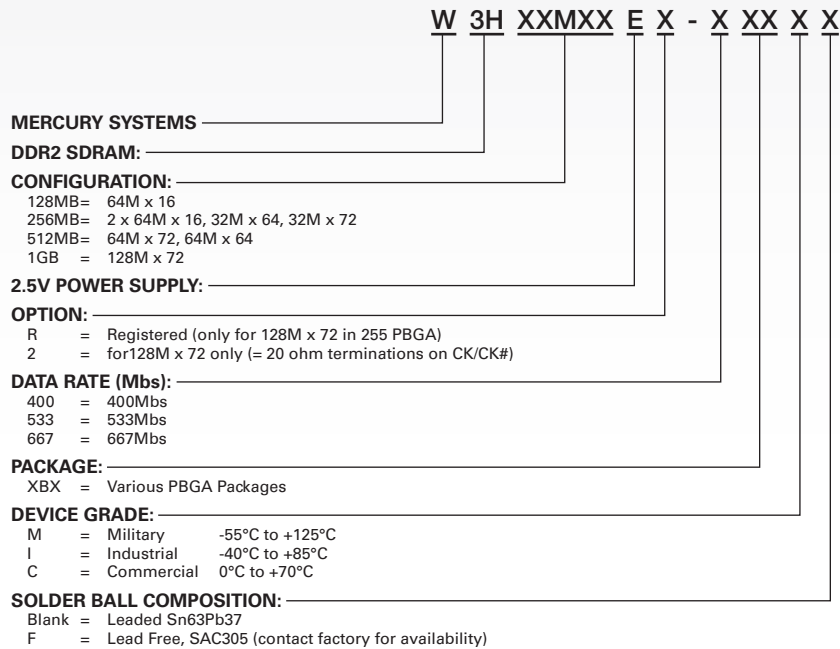 W 3H XXMXX E X - X XX X X
MERCURY SYSTEMS
DDR2 SDRAM:
CONFIGURATION:
128MB= 64M x 16
256MB= 2 x 64M x 16, 32M x 64, 32M x 72
512MB= 64M x 72, 64M x 64
1GB = 128M x 72
2.5V POWER SUPPLY:
OPTION:
R = Registered (only for 128M x 72 in 255 PBGA)
2 = for128M x 72 only (= 20 ohm terminations on CK/CK#)
DATA RATE (Mbs):
400 = 400Mbs
533 = 533Mbs
667 = 667Mbs
PACKAGE:
XBX = Various PBGA Packages
DEVICE GRADE:
M = Military -55°C to +125°C
I = Industrial -40°C to +85°C
C = Commercial 0°C to +70°C
SOLDER BALL COMPOSITION:
Blank = Leaded Sn63Pb37
F = Lead Free, SAC305 (contact factory for availability)